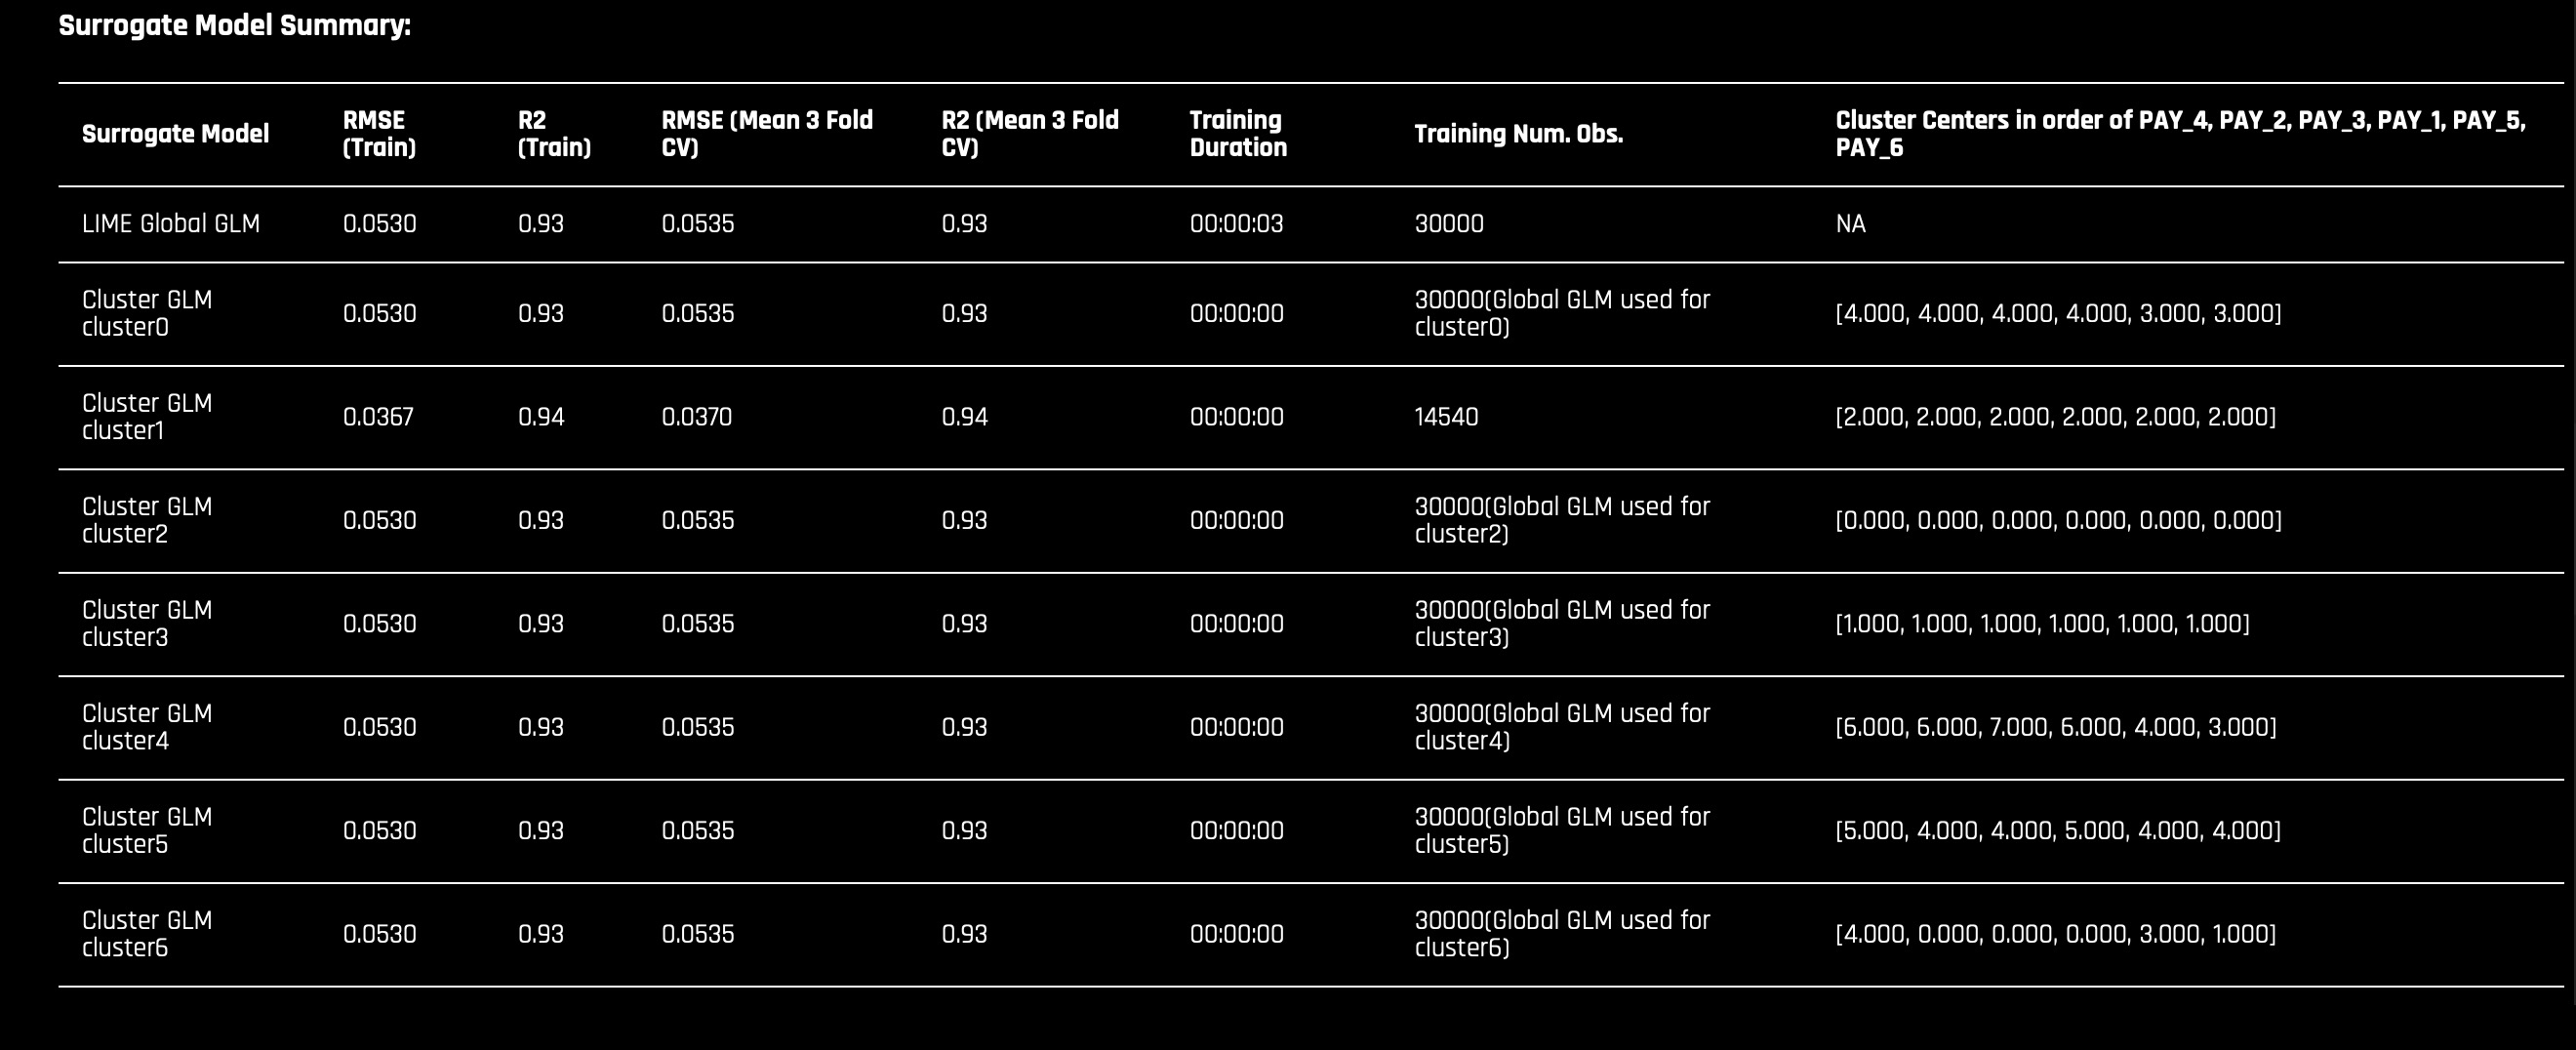 Surrogate Model Summary:
Surrogate Model RMSE (Train) R2 (Train) RMSE (Mean 3 Fold CV) R2 (Mean 3 Fold CV) Training Duration Training Num. Obs. Cluster Centers in order of PAY_4, PAY_2, PAY_3, PAY_1, PAY_5, PAY_6
LIME Global GLM 0.0530 0.93 0.0535 0.93 00:00:03 30000 NA
Cluster GLM cluster0 0.0530 0.93 0.0535 0.93 00:00:00 30000(Global GLM used for cluster0) [4.000, 4.000, 4.000, 4.000, 3.000, 3.000]
Cluster GLM cluster1 0.0367 0.94 0.0370 0.94 00:00:00 14540 [2.000, 2.000, 2.000, 2.000, 2.000, 2.000]
Cluster GLM cluster2 0.0530 0.93 0.0535 0.93 00:00:00 30000(Global GLM used for cluster2) [0.000, 0.000, 0.000, 0.000, 0.000, 0.000]
Cluster GLM cluster3 0.0530 0.93 0.0535 0.93 00:00:00 30000(Global GLM used for cluster3) [1.000, 1.000, 1.000, 1.000, 1.000, 1.000]
Cluster GLM cluster4 0.0530 0.93 0.0535 0.93 00:00:00 30000(Global GLM used for cluster4) [6.000, 6.000, 7.000, 6.000, 4.000, 3.000]
Cluster GLM cluster5 0.0530 0.93 0.0535 0.93 00:00:00 30000(Global GLM used for cluster5) [5.000, 4.000, 4.000, 5.000, 4.000, 4.000]
Cluster GLM cluster6 0.0530 0.93 0.0535 0.93 00:00:00 30000(Global GLM used for cluster6) [4.000, 0.000, 0.000, 0.000, 3.000, 1.000]